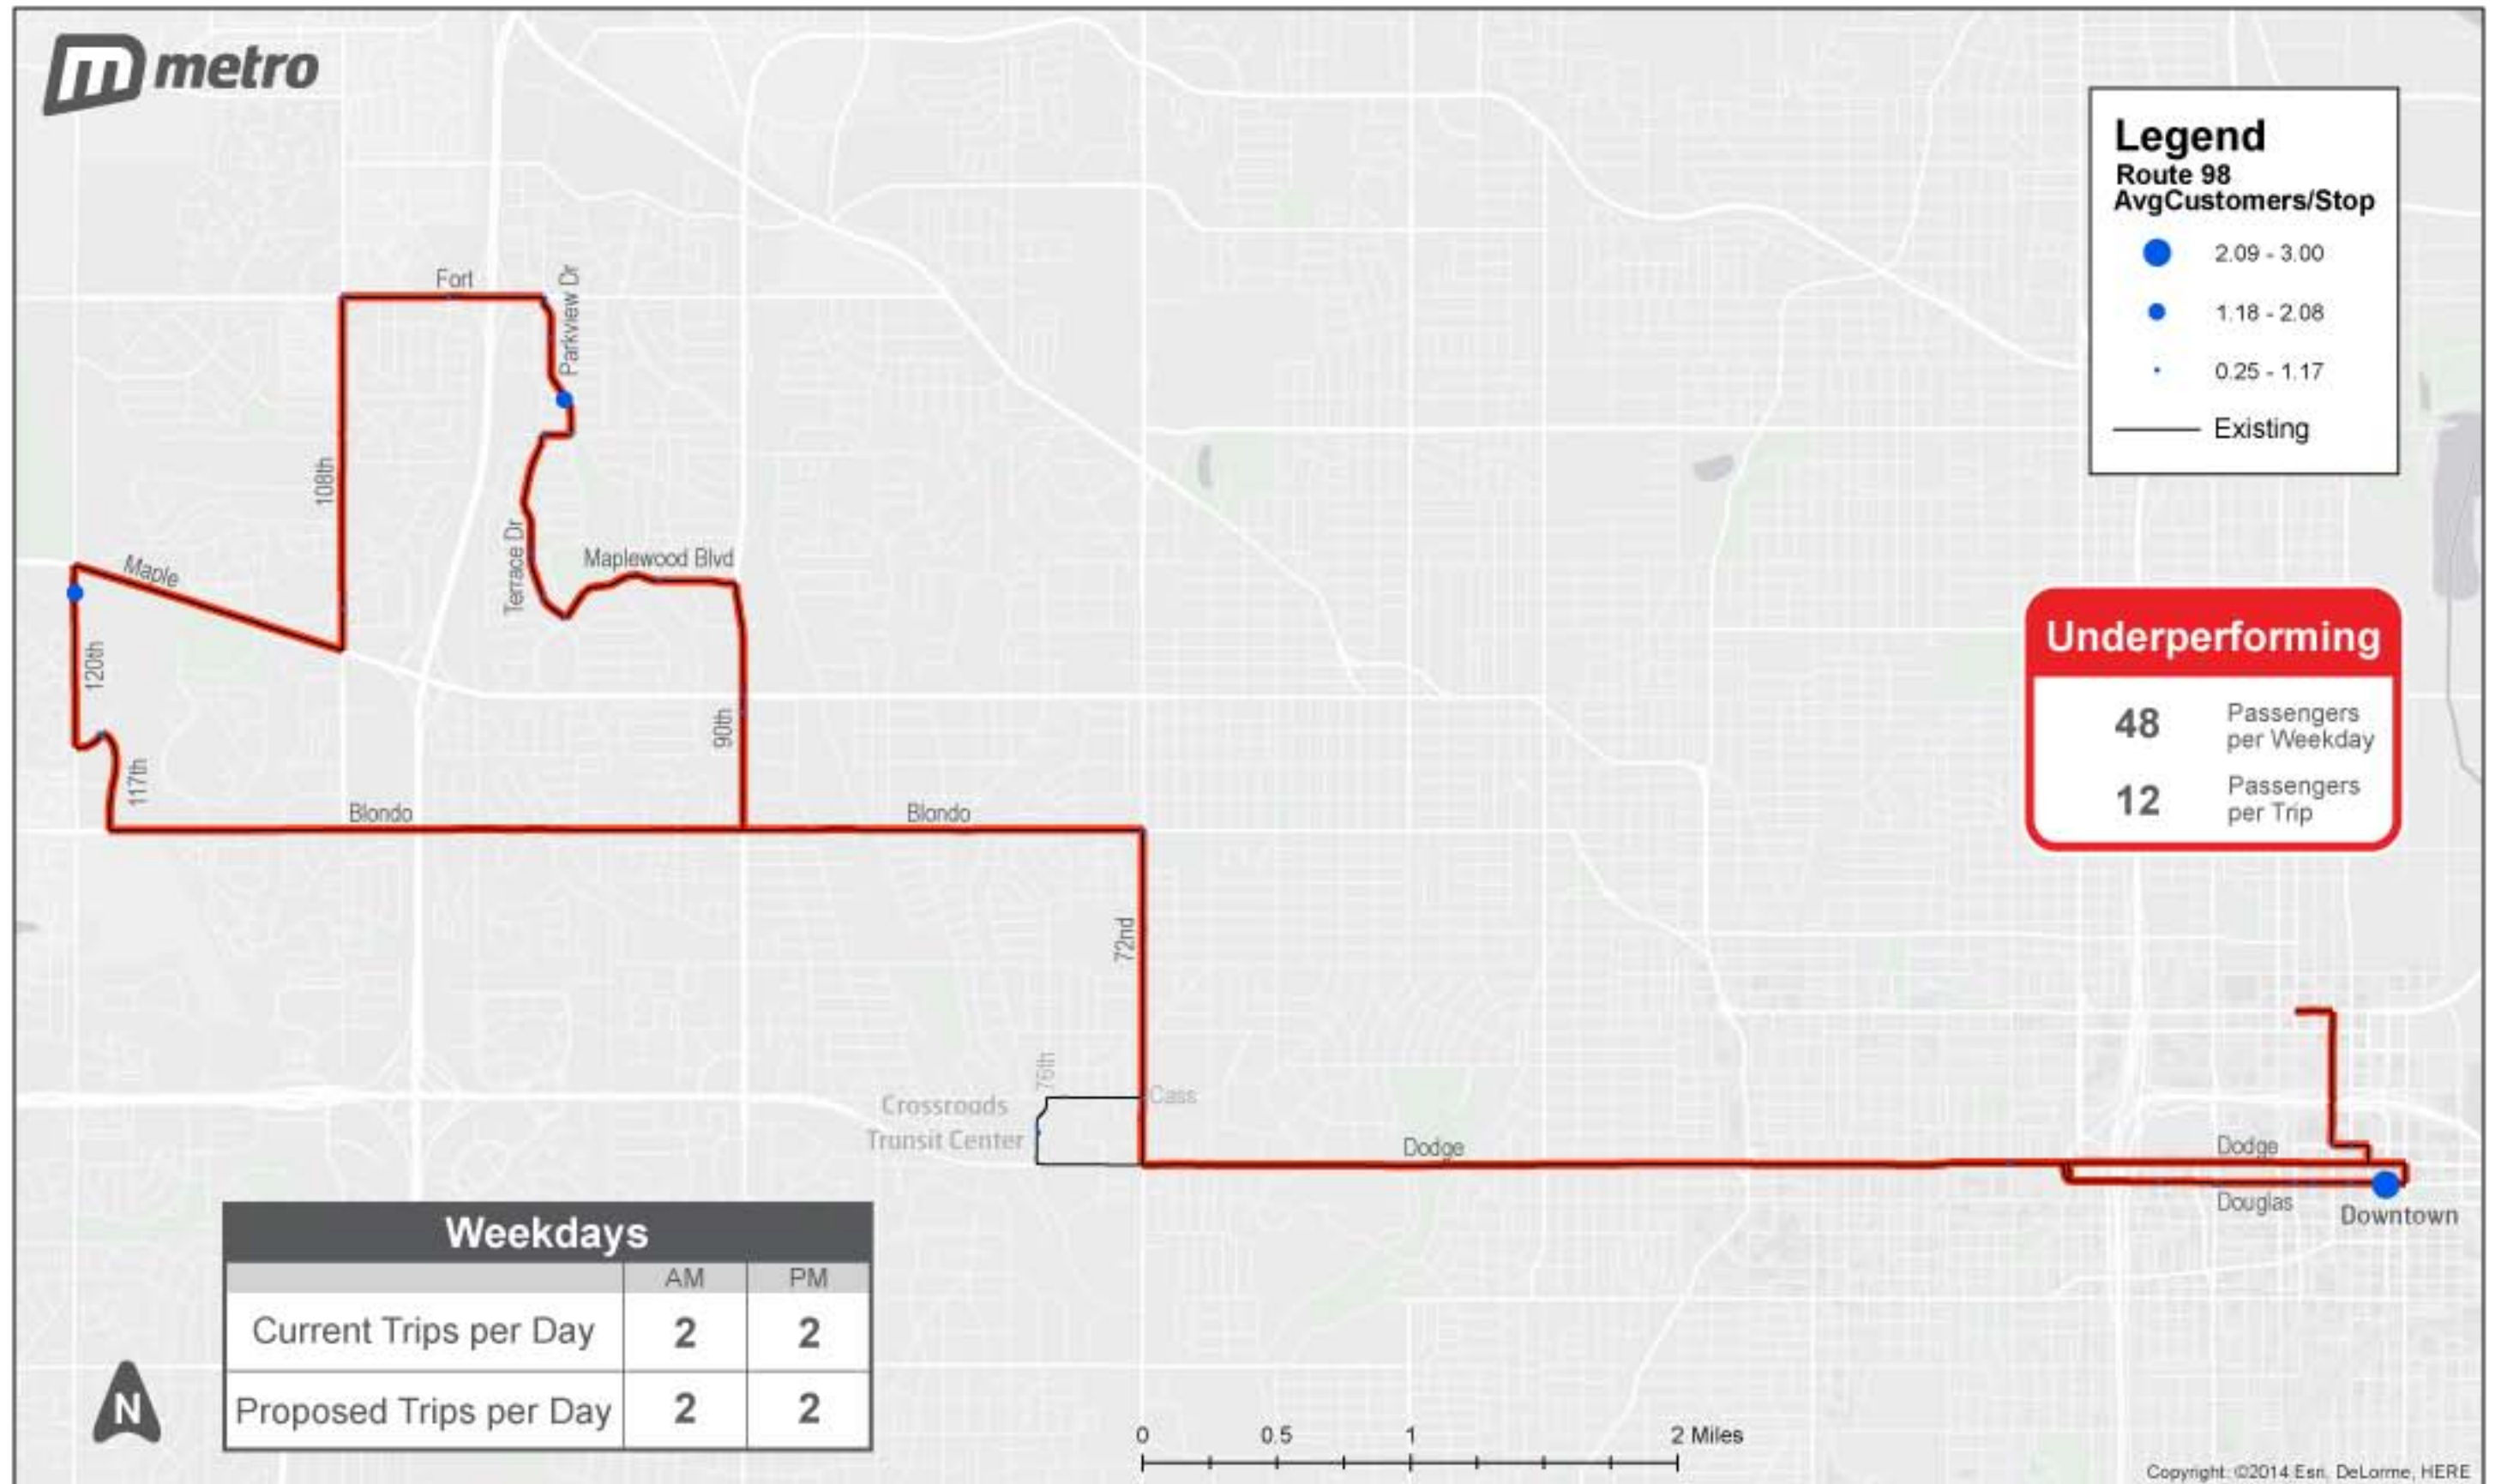 metro
Legend
Route 98
AvgCustomers/Stop
2.09 - 3.00
1.18 - 2.08
0.25 - 1.17
Existing
Fort
Parkview Dr
108th
Terrace Dr
Maplewood Blvd
Maple
120th
117th
90th
Blondo
Blondo
72nd
Underperforming
48 Passengers
per Weekday
12 Passengers
per Trip
76th
Cass
Crossroads
Transit Center
Dodge
Dodge
Douglas
Downtown
Weekdays
AM PM
Current Trips per Day 2 2
Proposed Trips per Day 2 2
N
0 0.5 1 2 Miles
Copyright: ©2014 Esri, DeLorme, HERE